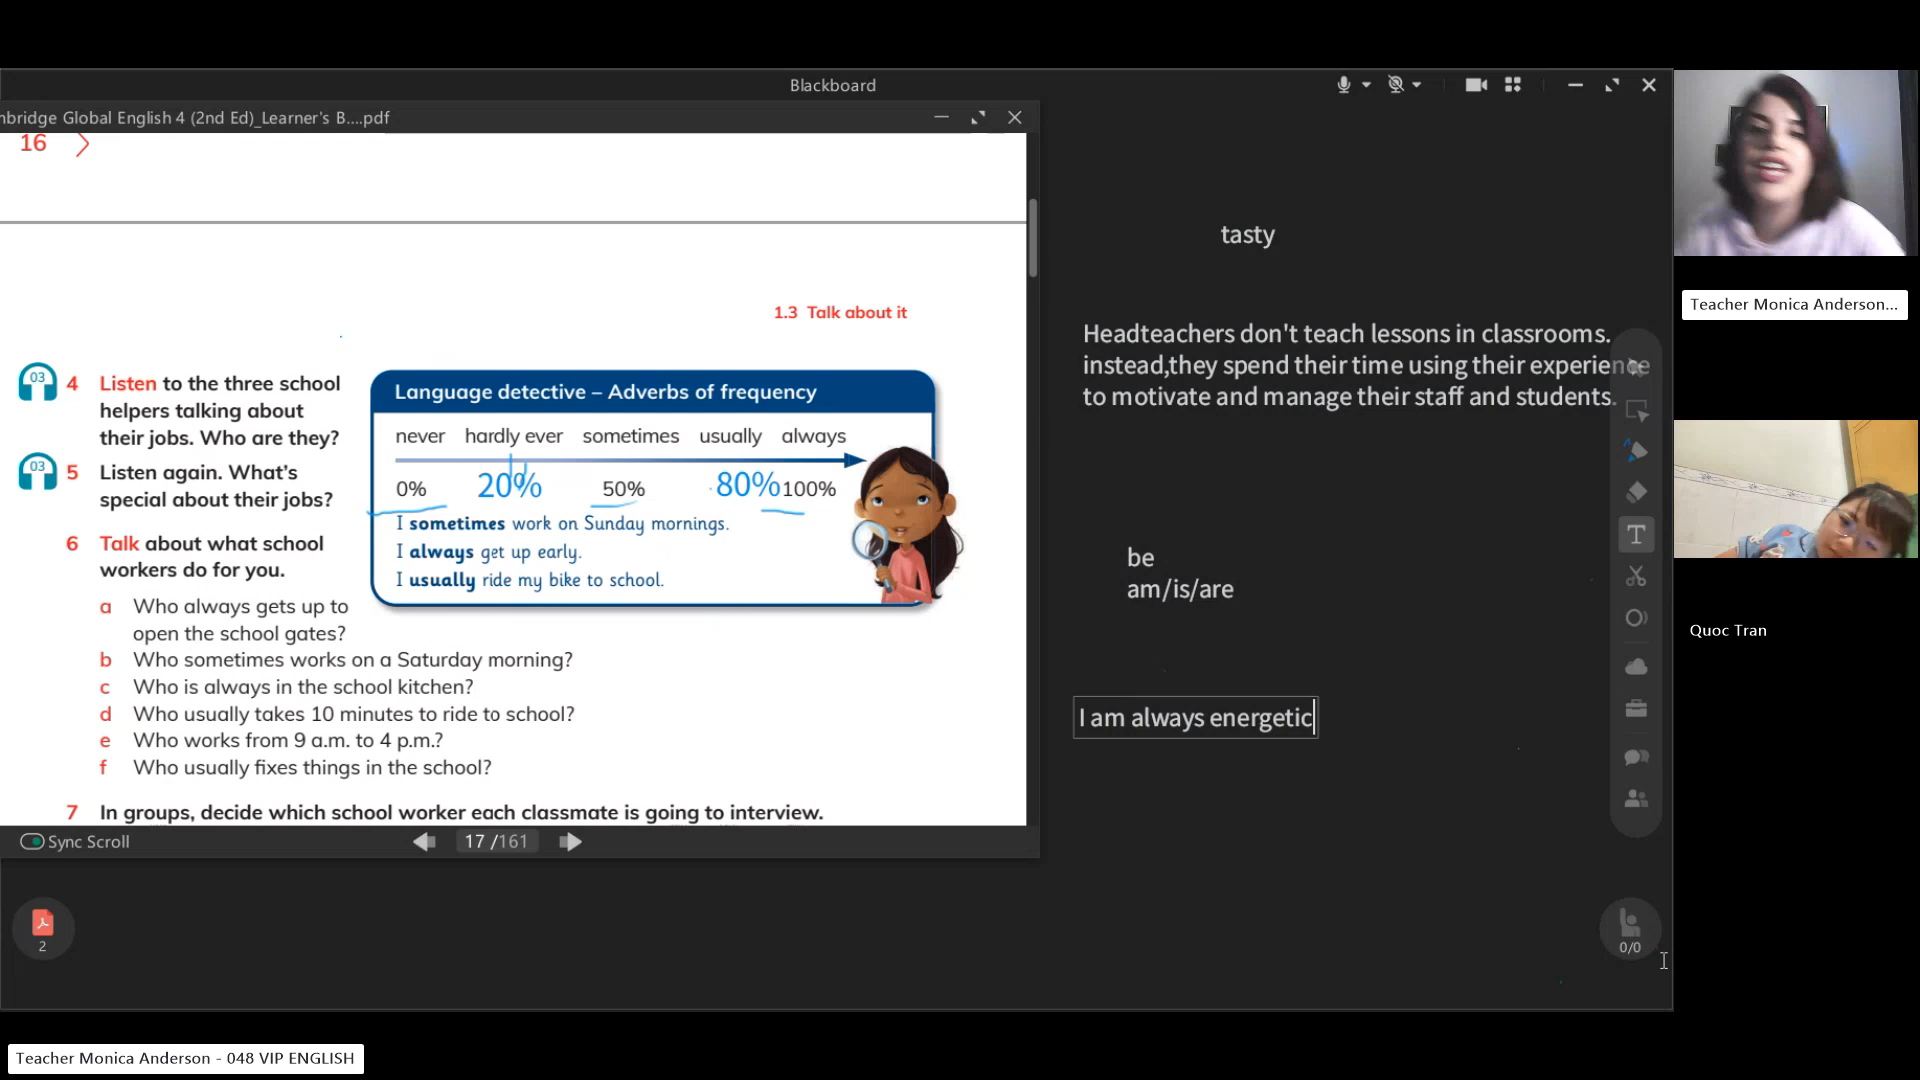 Blackboard
nbridge Global English 4 (2nd Ed)_Learner's B....pdf
16
1.3 Talk about it
03
4 Listen to the three school
helpers talking about
their jobs. Who are they?
03
5 Listen again. What's
special about their jobs?
6 Talk about what school
workers do for you.
a Who always gets up to
open the school gates?
b Who sometimes works on a Saturday morning?
c Who is always in the school kitchen?
d Who usually takes 10 minutes to ride to school?
e Who works from 9 a.m. to 4 p.m.?
f Who usually fixes things in the school?
7 In groups, decide which school worker each classmate is going to interview.
Language detective – Adverbs of frequency
never hardly ever sometimes usually always
0% 20% 50% 80% 100%
I sometimes work on Sunday mornings.
I always get up early.
I usually ride my bike to school.
Sync Scroll
17 /161
2
tasty
Headteachers don't teach lessons in classrooms.
instead,they spend their time using their experience
to motivate and manage their staff and students.
be
am/is/are
I am always energetic
T
0/0
Teacher Monica Anderson...
Quoc Tran
Teacher Monica Anderson - 048 VIP ENGLISH